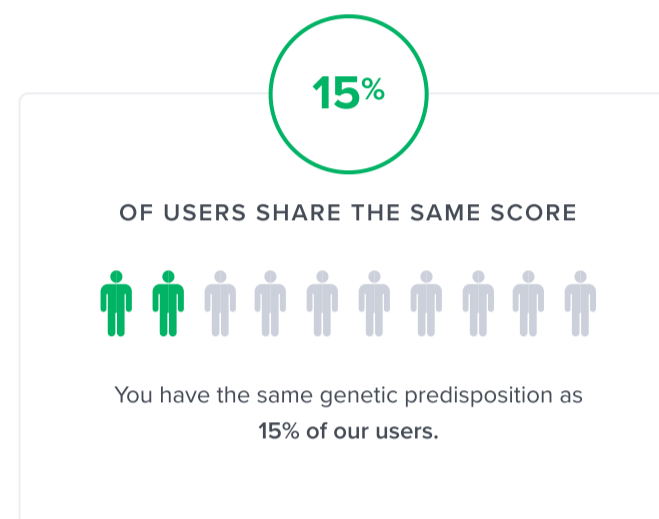 15%
OF USERS SHARE THE SAME SCORE
You have the same genetic predisposition as
15% of our users.